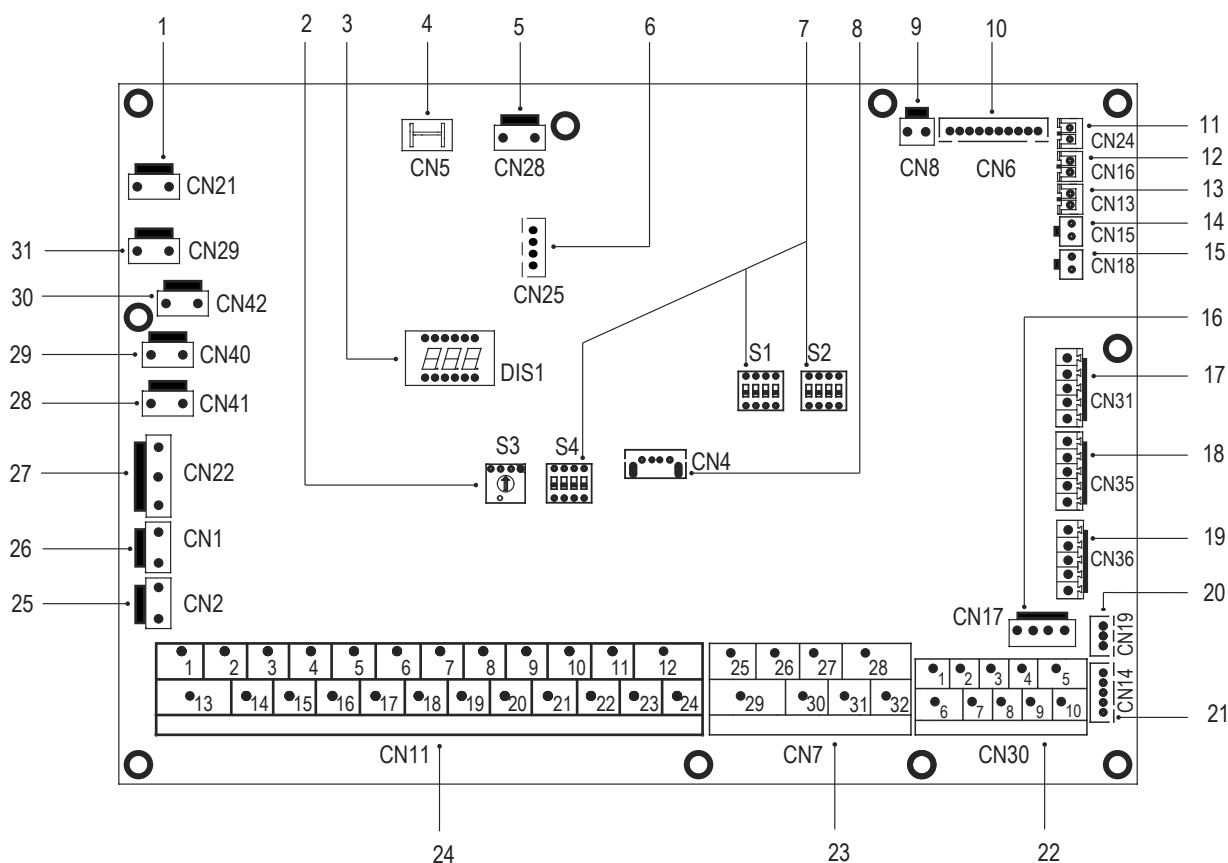 1 2 3 4 5 6 7 8 9 10
11
CN24
12
CN16
CN5 CN28 CN8 CN6
13
CN21
CN13
14
CN15
31 CN29
15
CN18
CN25
30 CN42
16
29 CN40
S1 S2
DIS1
17
28 CN41
CN31
S3 S4
18
27 CN22
CN4
CN35
26 CN1
19
CN36
25 CN2
20
CN17
CN19
1 2 3 4 5 6 7 8 9 10 11 12
25 26 27 28
1 2 3 4 5
CN14
13 14 15 16 17 18 19 20 21 22 23 24
29 30 31 32
6 7 8 9 10
21
CN11 CN7 CN30
24 23 22